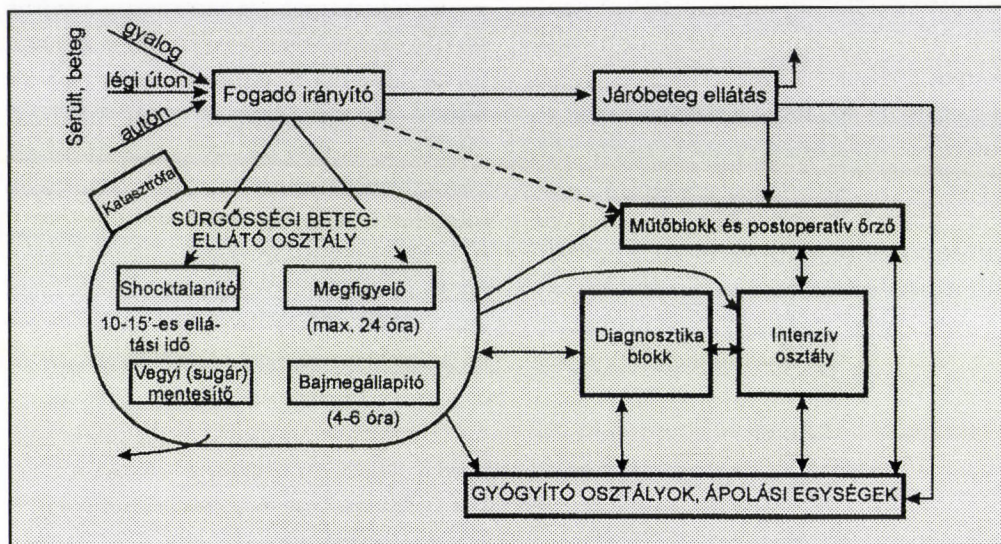 Sérült, beteg
gyalog
légi úton
autón
Fogadó irányító
Járóbeteg ellátás
Katasztrófa
SÜRGŐSSÉGI BETEG-
ELLÁTÓ OSZTÁLY
Műtőblokk és postoperatív őrző
Shocktalanító
Megfigyelő
10-15'-es ellá-
tási idő
(max. 24 óra)
Diagnosztika
blokk
Intenzív
osztály
Vegyi (sugár)
mentesítő
Bajmegállapító
(4-6 óra)
GYÓGYÍTÓ OSZTÁLYOK, ÁPOLÁSI EGYSÉGEK